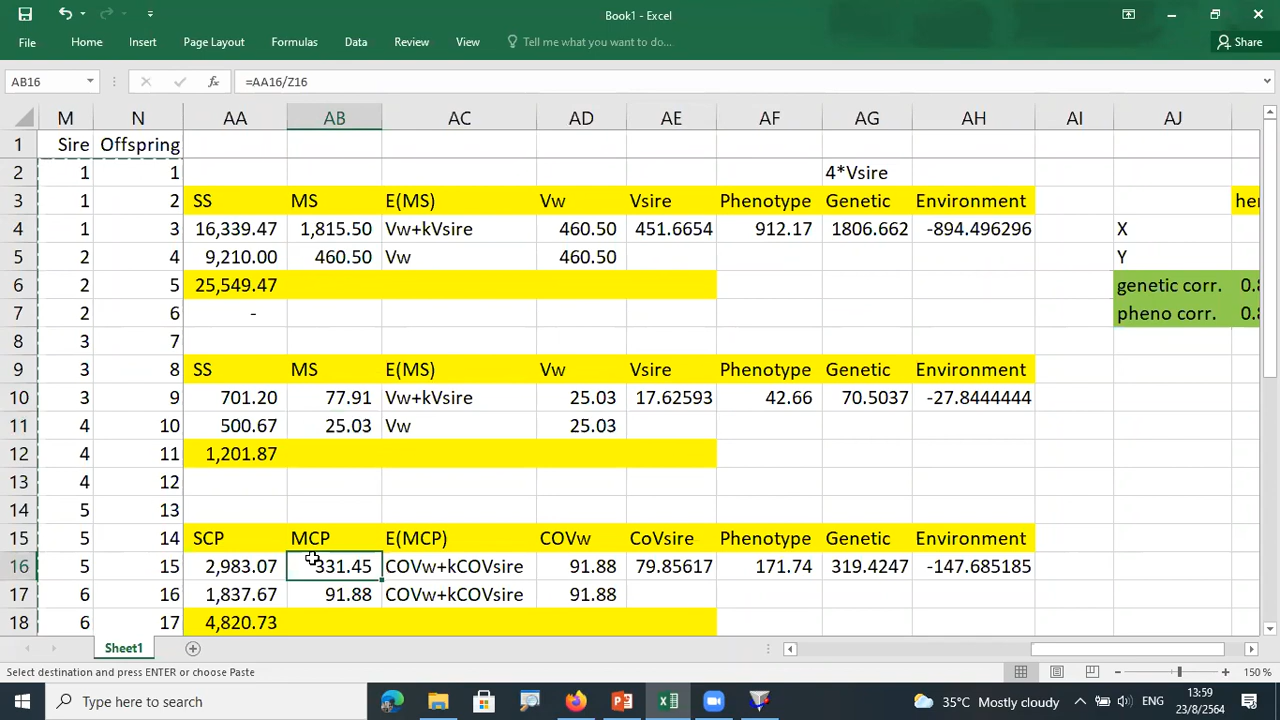 Book1 - Excel
File Home Insert Page Layout Formulas Data Review View Tell me what you want to do... Share
AB16 fx =AA16/Z16
M N AA AB AC AD AE AF AG AH AI AJ
1 Sire Offspring
2 1 1 4*Vsire
3 1 2 SS MS E(MS) Vw Vsire Phenotype Genetic Environment her
4 1 3 16,339.47 1,815.50 Vw+kVsire 460.50 451.6654 912.17 1806.662 -894.496296 X
5 2 4 9,210.00 460.50 Vw 460.50 Y
6 2 5 25,549.47 genetic corr. 0.8
7 2 6 - pheno corr. 0.8
8 3 7
9 3 8 SS MS E(MS) Vw Vsire Phenotype Genetic Environment
10 3 9 701.20 77.91 Vw+kVsire 25.03 17.62593 42.66 70.5037 -27.8444444
11 4 10 500.67 25.03 Vw 25.03
12 4 11 1,201.87
13 4 12
14 5 13
15 5 14 SCP MCP E(MCP) COVw CoVsire Phenotype Genetic Environment
16 5 15 2,983.07 331.45 COVw+kCOVsire 91.88 79.85617 171.74 319.4247 -147.685185
17 6 16 1,837.67 91.88 COVw+kCOVsire 91.88
18 6 17 4,820.73
Sheet1
Select destination and press ENTER or choose Paste 150 %
Type here to search 35°C Mostly cloudy ENG 13:59
23/8/2564